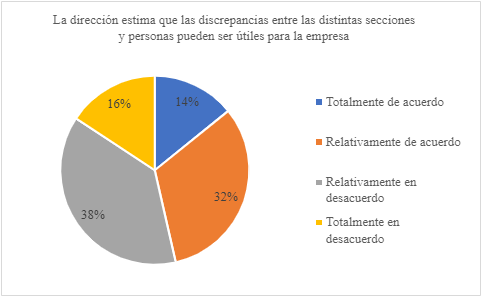 La dirección estima que las discrepancias entre las distintas secciones
y personas pueden ser útiles para la empresa
14%
32%
38%
16%
Totalmente de acuerdo
Relativamente de acuerdo
Relativamente en
desacuerdo
Totalmente en
desacuerdo